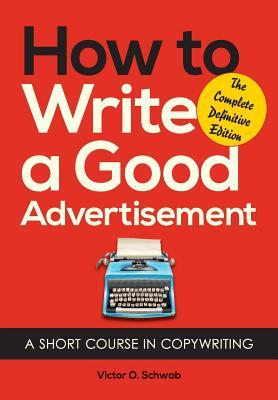 How to
Write
a Good
Advertisement
The
Complete
Definitive
Edition
A SHORT COURSE IN COPYWRITING
Victor O. Schwab